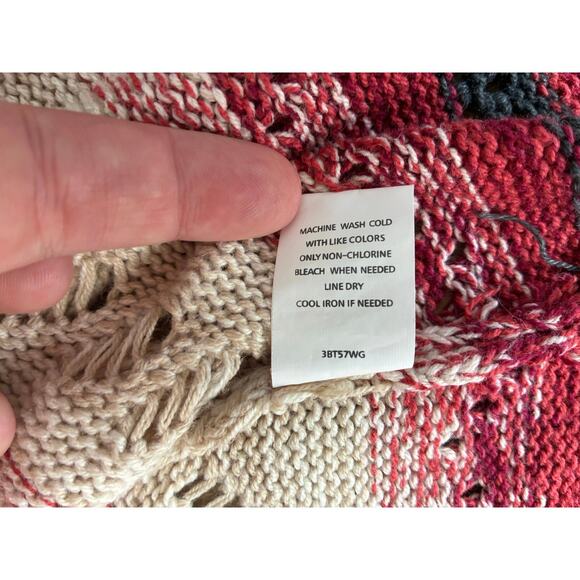 MACHINE WASH COLD
WITH LIKE COLORS
ONLY NON-CHLORINE
BLEACH WHEN NEEDED
LINE DRY
COOL IRON IF NEEDED
3BT57WG